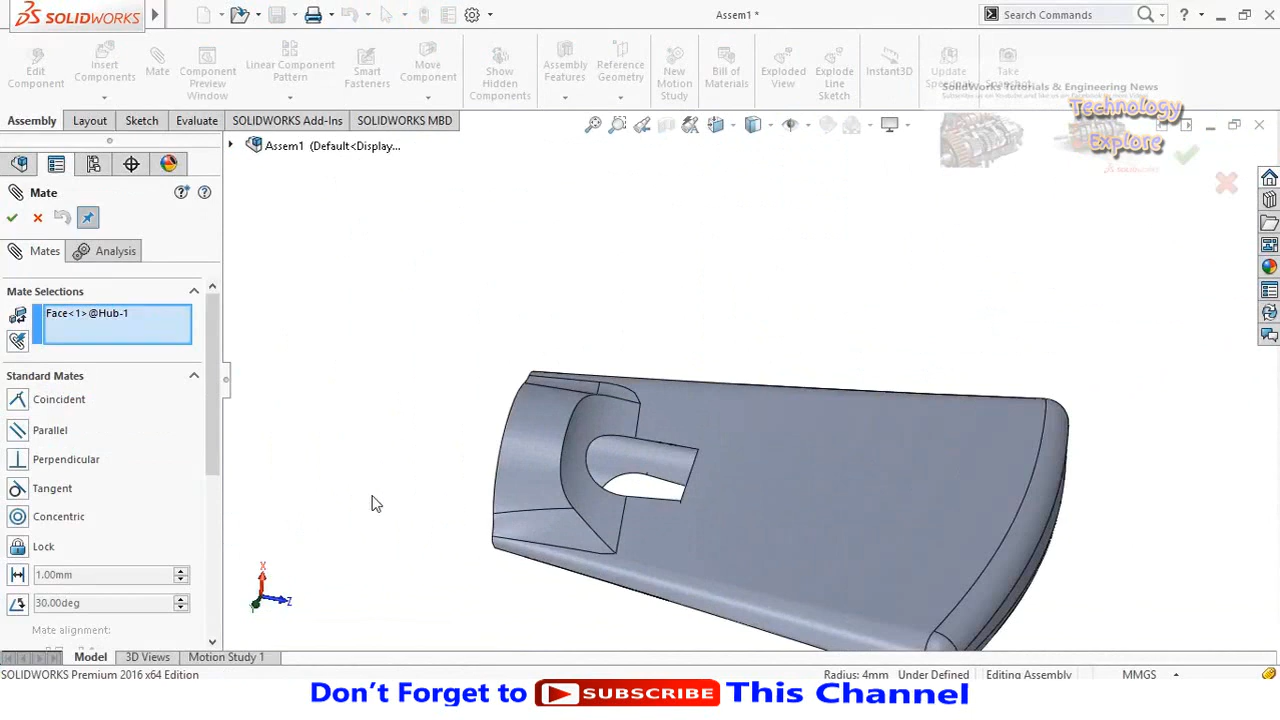 SOLIDWORKS
Assem1 *
Search Commands
Edit Component
Insert Components
Mate
Component Preview Window
Linear Component Pattern
Smart Fasteners
Move Component
Show Hidden Components
Assembly Features
Reference Geometry
New Motion Study
Bill of Materials
Exploded View
Explode Line Sketch
Instant3D
Update
Take
SolidWorks Tutorials & Engineering News
Technology
Explore
Assembly
Layout
Sketch
Evaluate
SOLIDWORKS Add-Ins
SOLIDWORKS MBD
Assem1 (Default<Display...
Mate
Mates
Analysis
Mate Selections
Face<1>@Hub-1
Standard Mates
Coincident
Parallel
Perpendicular
Tangent
Concentric
Lock
1.00mm
30.00deg
Mate alignment:
X
Z
Model
3D Views
Motion Study 1
SOLIDWORKS Premium 2016 x64 Edition
Radius: 4mm
Under Defined
Editing Assembly
MMGS
Don't Forget to SUBSCRIBE This Channel